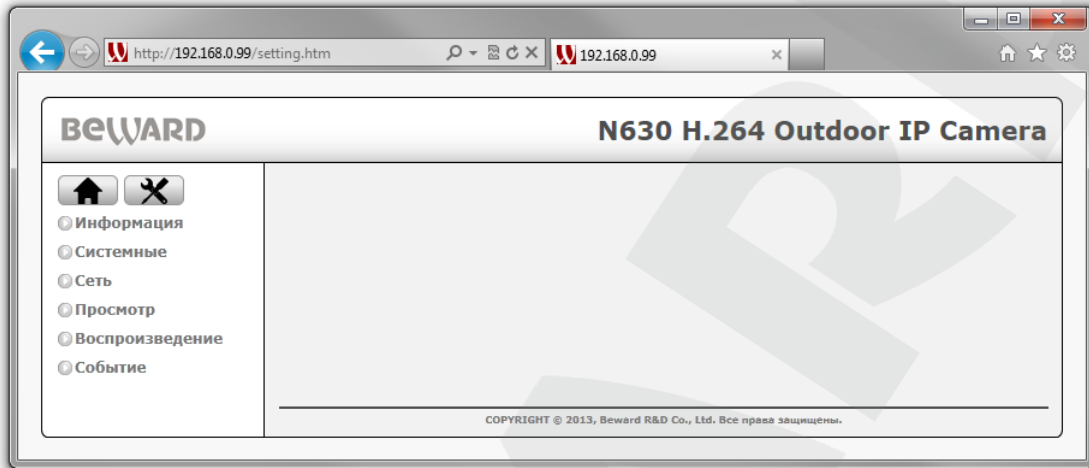 http://192.168.0.99/setting.htm
192.168.0.99
BEWARD
N630 H.264 Outdoor IP Camera
Информация
Системные
Сеть
Просмотр
Воспроизведение
Событие
COPYRIGHT © 2013, Beward R&D Co., Ltd. Все права защищены.